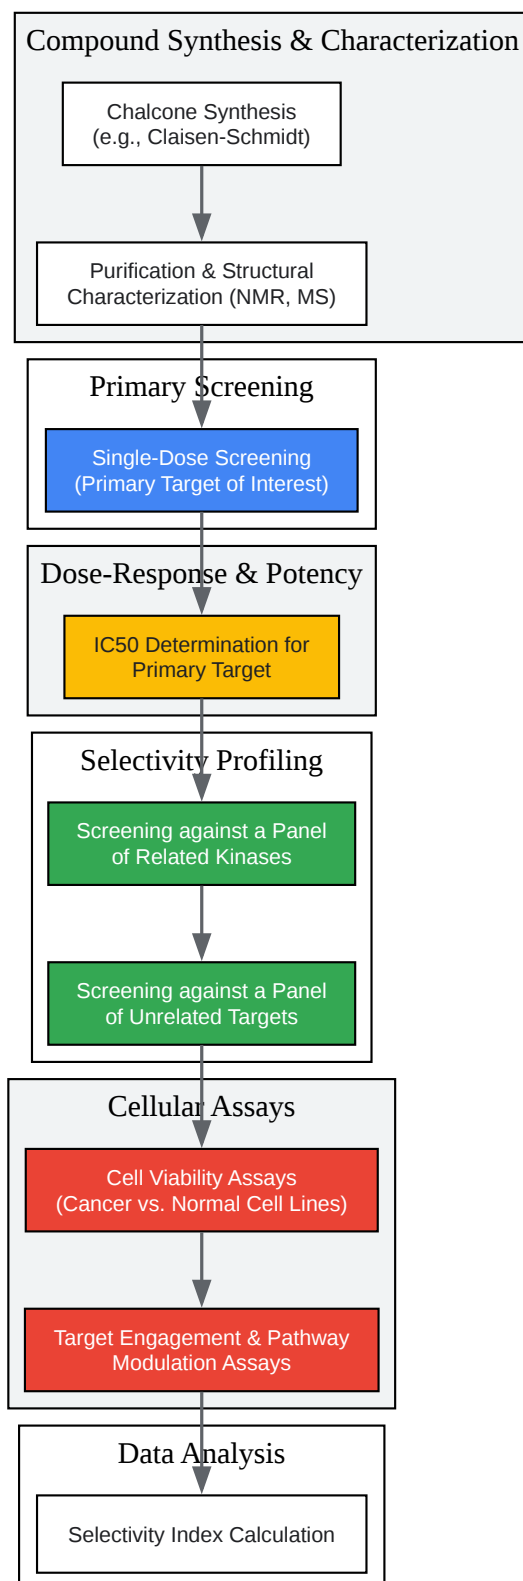 Compound Synthesis & Characterization
Chalcone Synthesis
(e.g., Claisen-Schmidt)
Purification & Structural
Characterization (NMR, MS)
Primary Screening
Single-Dose Screening
(Primary Target of Interest)
Dose-Response & Potency
IC50 Determination for
Primary Target
Selectivity Profiling
Screening against a Panel
of Related Kinases
Screening against a Panel
of Unrelated Targets
Cellular Assays
Cell Viability Assays
(Cancer vs. Normal Cell Lines)
Target Engagement & Pathway
Modulation Assays
Data Analysis
Selectivity Index Calculation